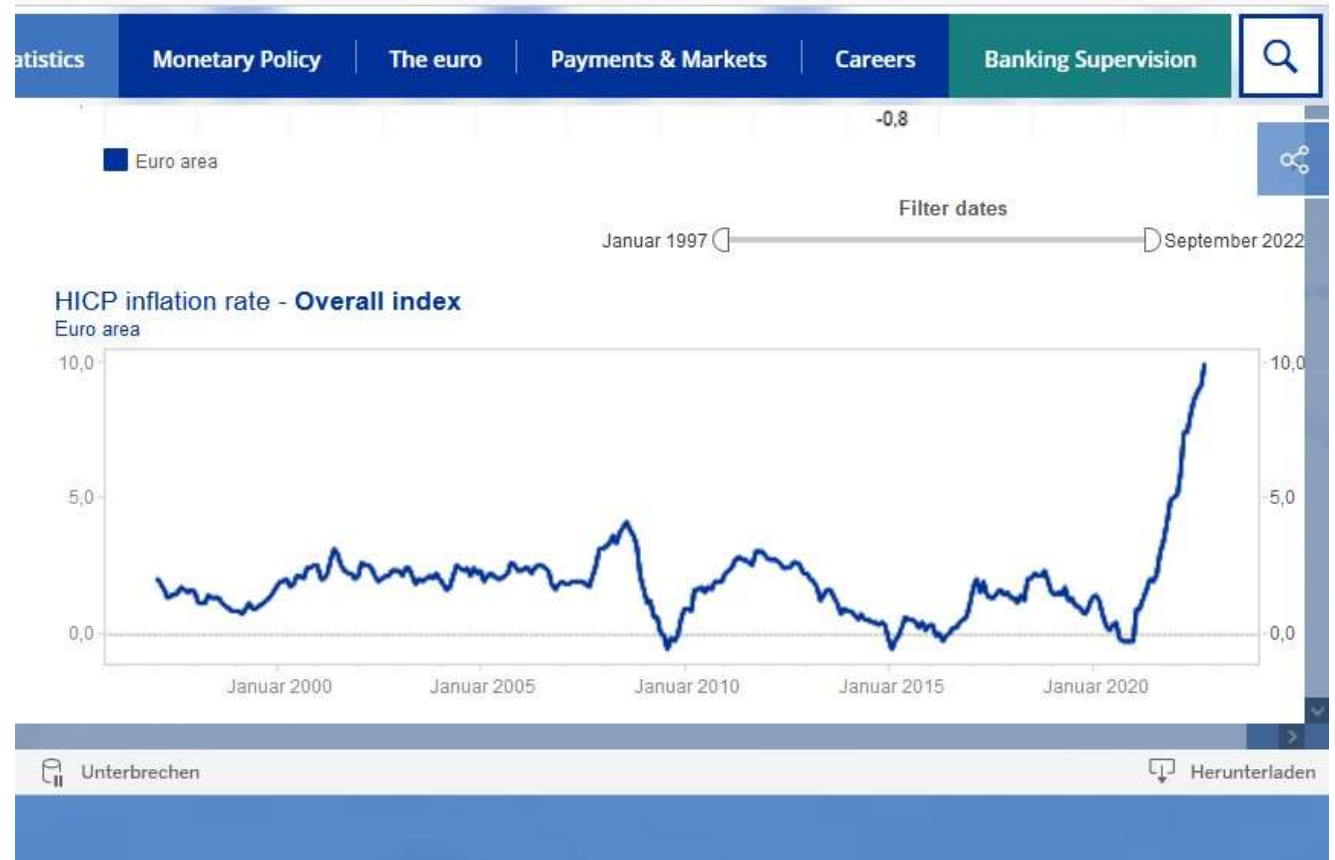 atistics Monetary Policy The euro Payments & Markets Careers Banking Supervision
-0,8
Euro area
Filter dates
Januar 1997 September 2022
HICP inflation rate - Overall index
Euro area
10,0 10,0
5,0 5,0
0,0 0,0
Januar 2000 Januar 2005 Januar 2010 Januar 2015 Januar 2020
Unterbrechen Herunterladen